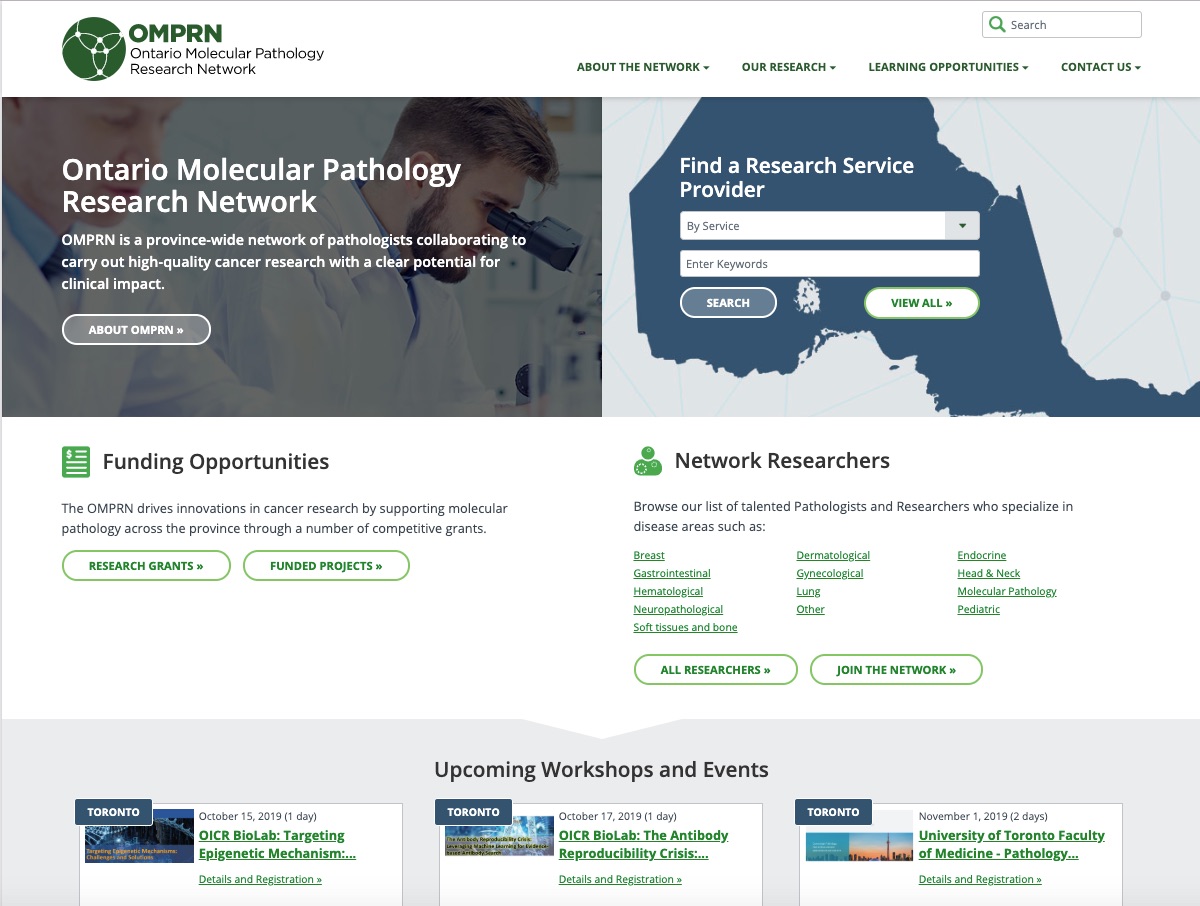 OMPRN
Ontario Molecular Pathology
Research Network
Search
ABOUT THE NETWORK
OUR RESEARCH
LEARNING OPPORTUNITIES
CONTACT US
Ontario Molecular Pathology
Research Network
OMPRN is a province-wide network of pathologists collaborating to
carry out high-quality cancer research with a clear potential for
clinical impact.
ABOUT OMPRN »
Find a Research Service
Provider
By Service
Enter Keywords
SEARCH
VIEW ALL »
Funding Opportunities
The OMPRN drives innovations in cancer research by supporting molecular
pathology across the province through a number of competitive grants.
RESEARCH GRANTS »
FUNDED PROJECTS »
Network Researchers
Browse our list of talented Pathologists and Researchers who specialize in
disease areas such as:
Breast
Dermatological
Endocrine
Gastrointestinal
Gynecological
Head & Neck
Hematological
Lung
Molecular Pathology
Neuropathological
Other
Pediatric
Soft tissues and bone
ALL RESEARCHERS »
JOIN THE NETWORK »
Upcoming Workshops and Events
TORONTO
Targeting Epigenetic Mechanisms:
Challenges and Solutions
October 15, 2019 (1 day)
OICR BioLab: Targeting
Epigenetic Mechanism:...
Details and Registration »
TORONTO
The Antibody Reproducibility Crisis:
Leveraging Machine Learning for Evidence-
based Antibody Search
October 17, 2019 (1 day)
OICR BioLab: The Antibody
Reproducibility Crisis:...
Details and Registration »
TORONTO
November 1, 2019 (2 days)
University of Toronto Faculty
of Medicine - Pathology...
Details and Registration »